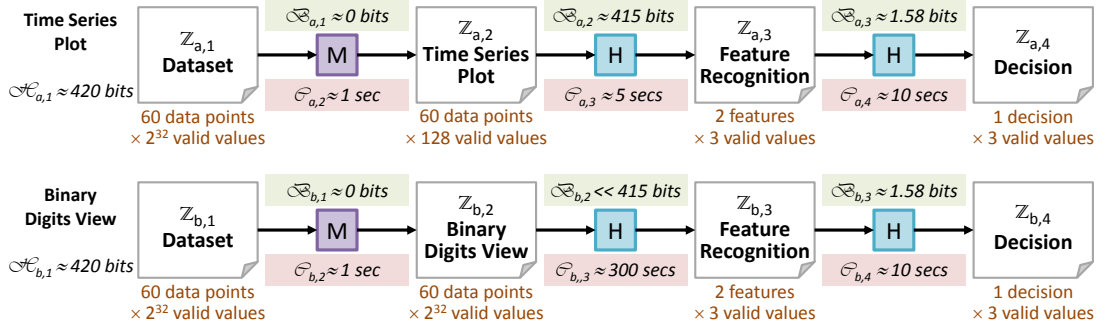 Time Series
Plot
ℋa,1 ≈ 420 bits
ℤa,1
Dataset
60 data points
× 2^32 valid values
ℬa,1 ≈ 0 bits
M
𝒞a,2 ≈ 1 sec
ℤa,2
Time Series
Plot
60 data points
× 128 valid values
ℬa,2 ≈ 415 bits
H
𝒞a,3 ≈ 5 secs
ℤa,3
Feature
Recognition
2 features
× 3 valid values
ℬa,3 ≈ 1.58 bits
H
𝒞a,4 ≈ 10 secs
ℤa,4
Decision
1 decision
× 3 valid values
Binary
Digits View
ℋb,1 ≈ 420 bits
ℤb,1
Dataset
60 data points
× 2^32 valid values
ℬb,1 ≈ 0 bits
M
𝒞b,2 ≈ 1 sec
ℤb,2
Binary
Digits View
60 data points
× 2^32 valid values
ℬb,2 << 415 bits
H
𝒞b,,3 ≈ 300 secs
ℤb,3
Feature
Recognition
2 features
× 3 valid values
ℬb,3 ≈ 1.58 bits
H
𝒞b,4 ≈ 10 secs
ℤb,4
Decision
1 decision
× 3 valid values